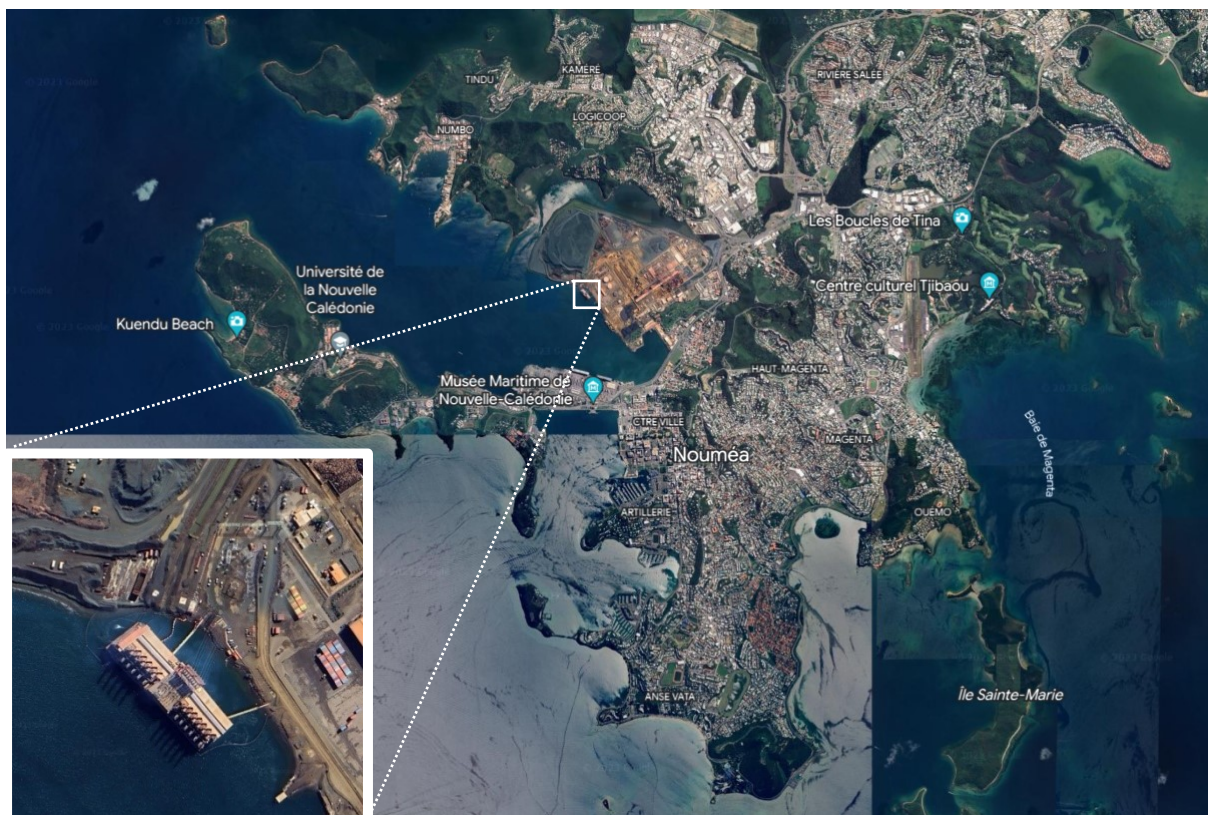 KAMÉRÉ
TINDU
RIVIÈRE SALÉE
LOGICOOP
NUMBO
Les Boucles de Tina
Université de
la Nouvelle
Calédonie
Centre culturel Tjibaou
Kuendu Beach
HAUT MAGENTA
Musée Maritime de
Nouvelle-Calédonie
CTRE VILLE
MAGENTA
Nouméa
Baie de Magenta
ARTILLERIE
OUÉMO
ANSE VATA
Île Sainte-Marie